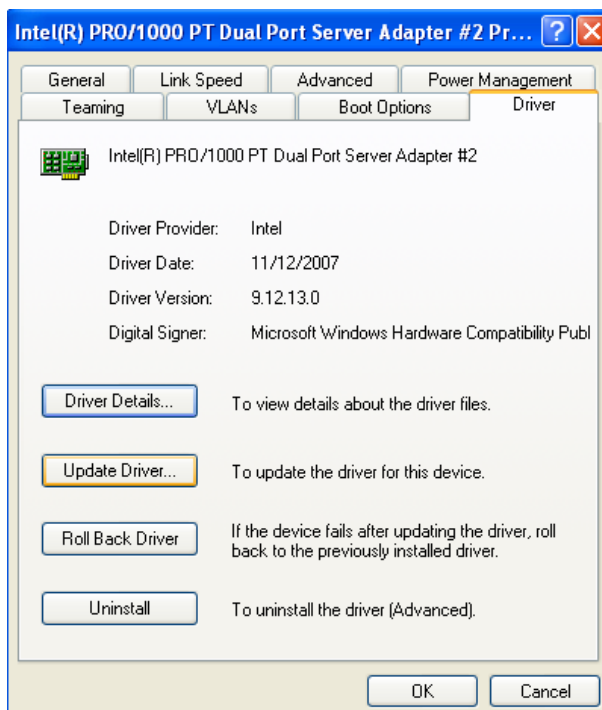 Intel(R) PRO/1000 PT Dual Port Server Adapter #2 Pr...
General Link Speed Advanced Power Management
Teaming VLANs Boot Options Driver
Intel(R) PRO/1000 PT Dual Port Server Adapter #2
Driver Provider: Intel
Driver Date: 11/12/2007
Driver Version: 9.12.13.0
Digital Signer: Microsoft Windows Hardware Compatibility Publ
Driver Details... To view details about the driver files.
Update Driver... To update the driver for this device.
Roll Back Driver If the device fails after updating the driver, roll
back to the previously installed driver.
Uninstall To uninstall the driver (Advanced).
OK Cancel